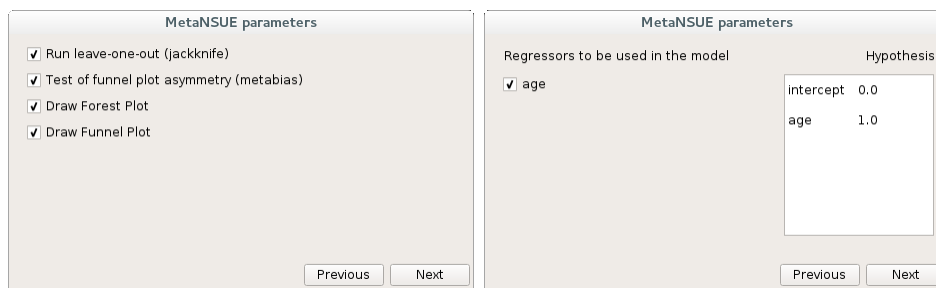 MetaNSUE parameters
Run leave-one-out (jackknife)
Test of funnel plot asymmetry (metabias)
Draw Forest Plot
Draw Funnel Plot
Previous Next
MetaNSUE parameters
Regressors to be used in the model Hypothesis
age
intercept 0.0
age 1.0
Previous Next